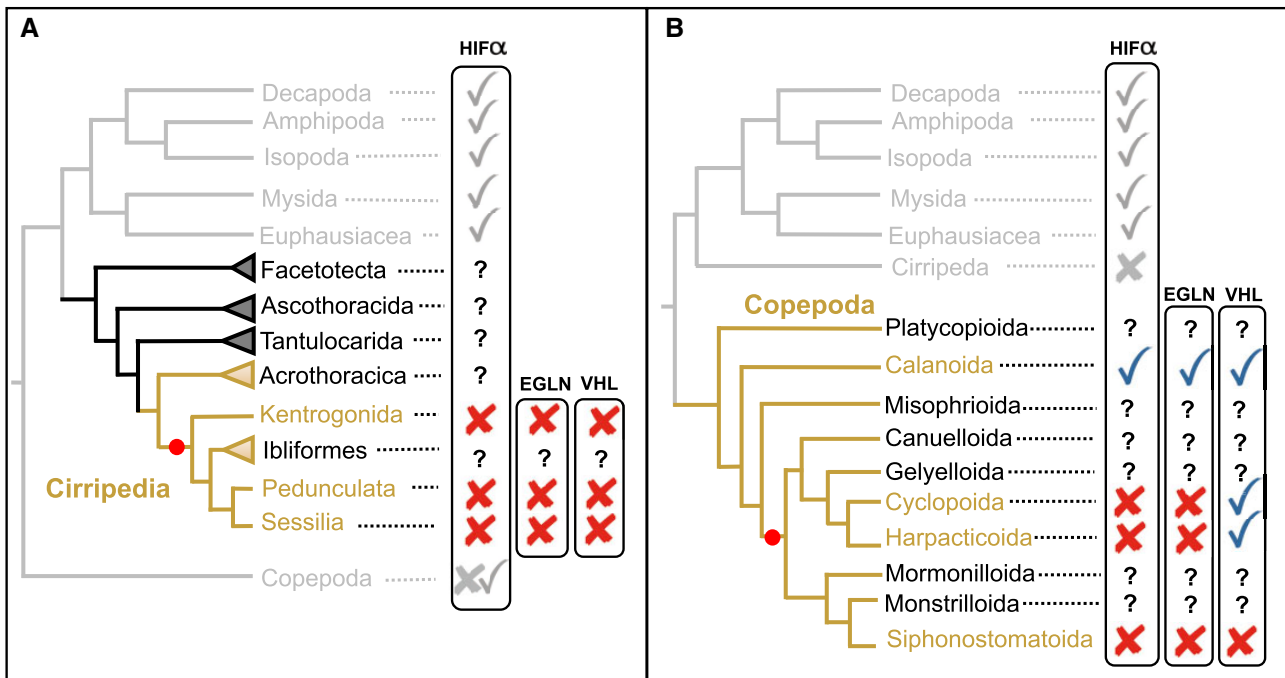 A
HIFα
Decapoda
Amphipoda
Isopoda
Mysida
Euphausiacea
Facetotecta ?
Ascothoracida ?
Tantulocarida ?
Acrothoracica ?
EGLN VHL
Kentrogonida
Ibliformes ? ? ?
Cirripedia
Pedunculata
Sessilia
Copepoda
B
HIFα
Decapoda
Amphipoda
Isopoda
Mysida
Euphausiacea
Cirripeda
Copepoda
EGLN VHL
Platycopioida ? ? ?
Calanoida
Misophrioida ? ? ?
Canuelloida ? ? ?
Gelyelloida ? ? ?
Cyclopoida
Harpacticoida
Mormonilloida ? ? ?
Monstrilloida ? ? ?
Siphonostomatoida